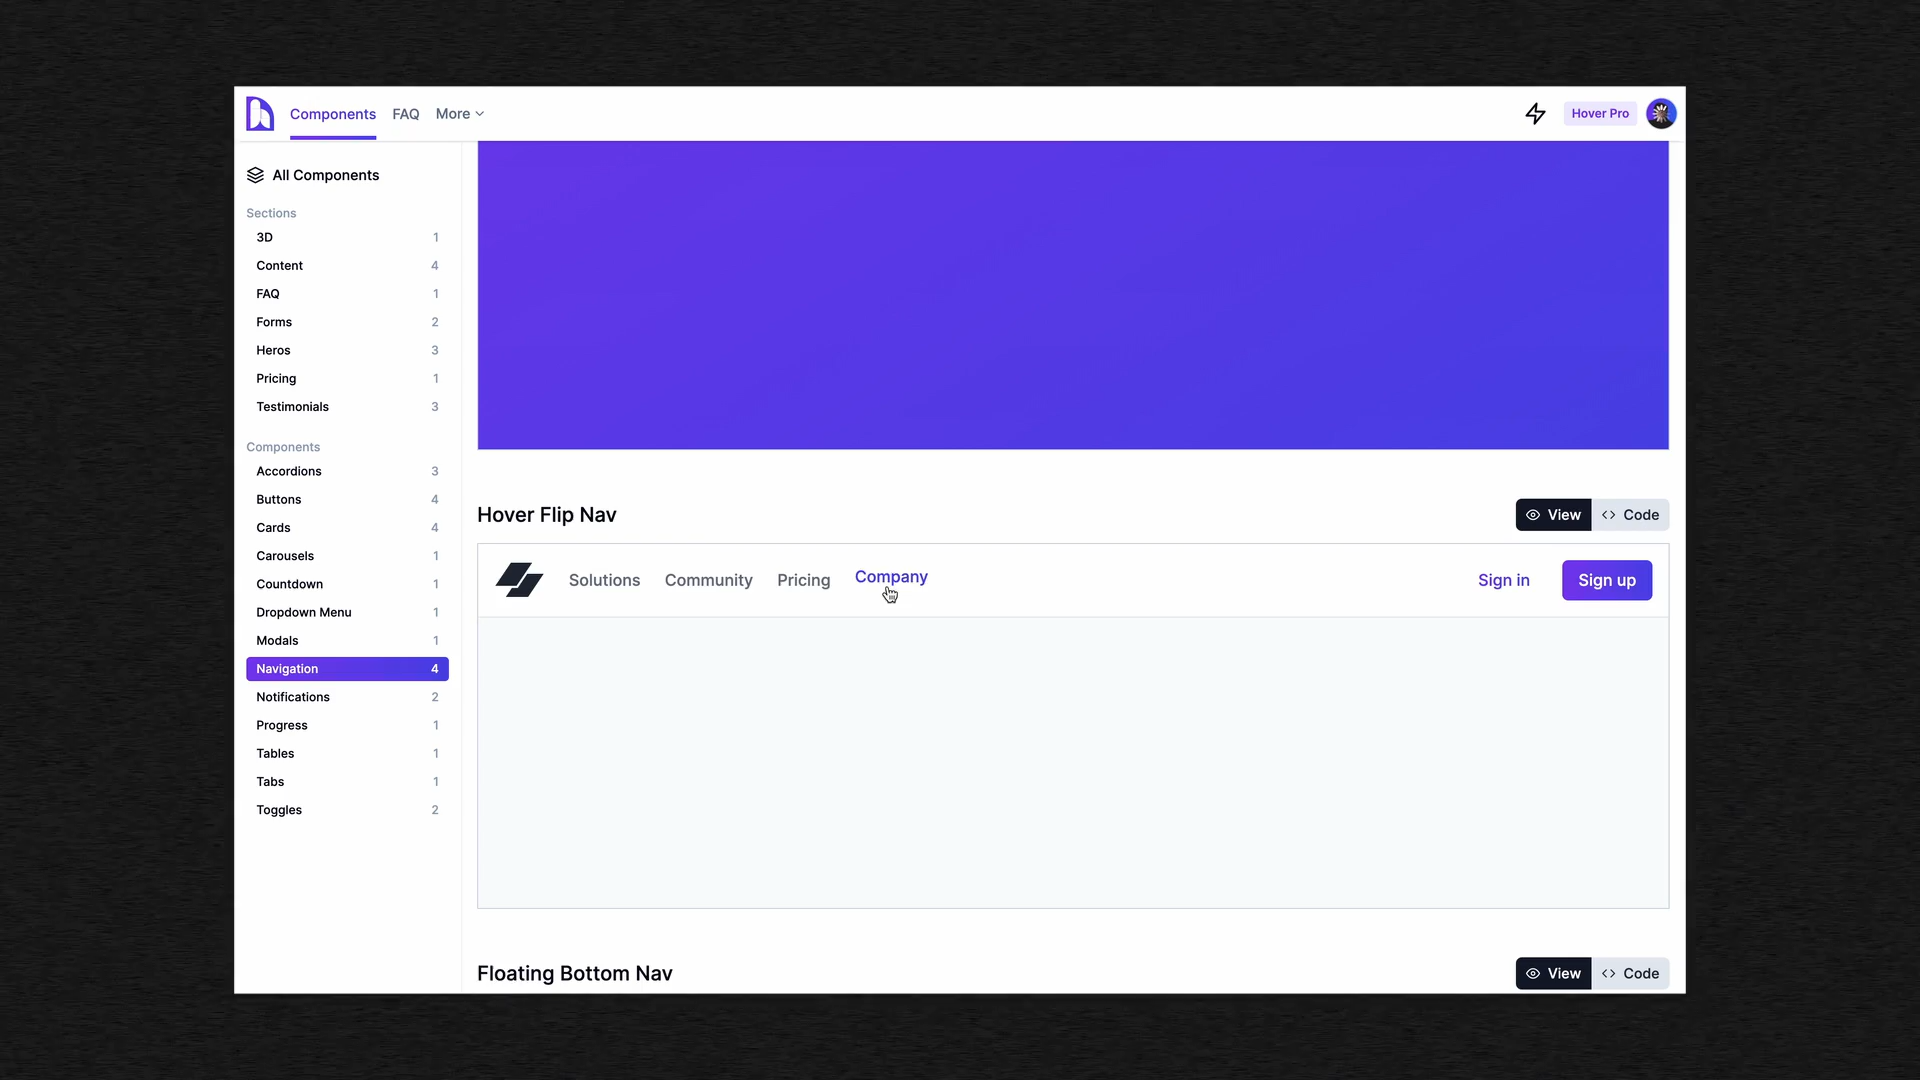 Components FAQ More
Hover Pro
All Components
Sections
3D 1
Content 4
FAQ 1
Forms 2
Heros 3
Pricing 1
Testimonials 3
Components
Accordions 3
Buttons 4
Cards 4
Carousels 1
Countdown 1
Dropdown Menu 1
Modals 1
Navigation 4
Notifications 2
Progress 1
Tables 1
Tabs 1
Toggles 2
Hover Flip Nav
View <> Code
Solutions Community Pricing Company
Sign in Sign up
Floating Bottom Nav
View <> Code